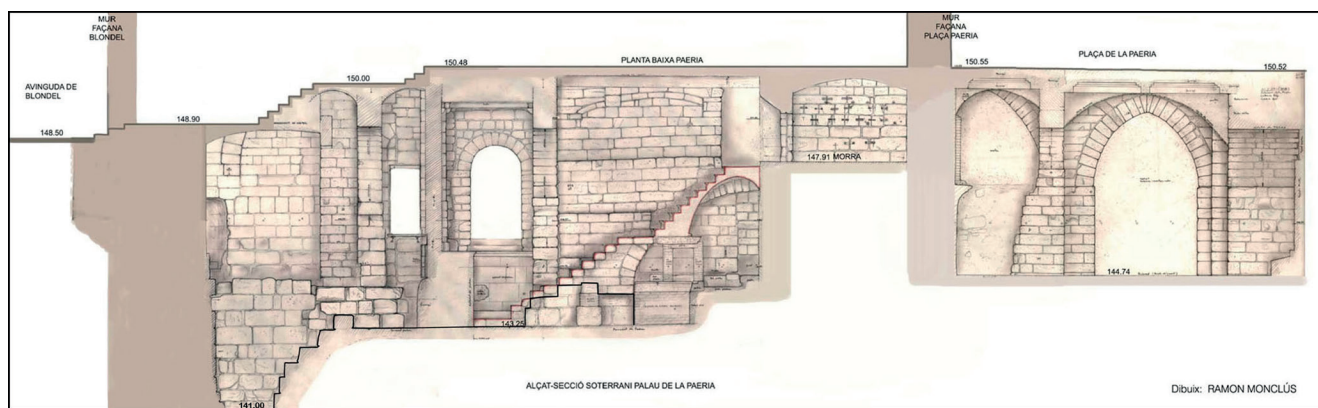 MUR
FAÇANA
BLONDEL
MUR
FAÇANA
PLAÇA PAERIA
AVINGUDA DE
BLONDEL
150.00
150.48
PLANTA BAIXA PAERIA
150.55
PLAÇA DE LA PAERIA
150.52
148.50
148.90
147.91 MORRA
144.74
143.25
141.00
ALÇAT-SECCIÓ SOTERRANI PALAU DE LA PAERIA
Dibuix: RAMON MONCLÚS